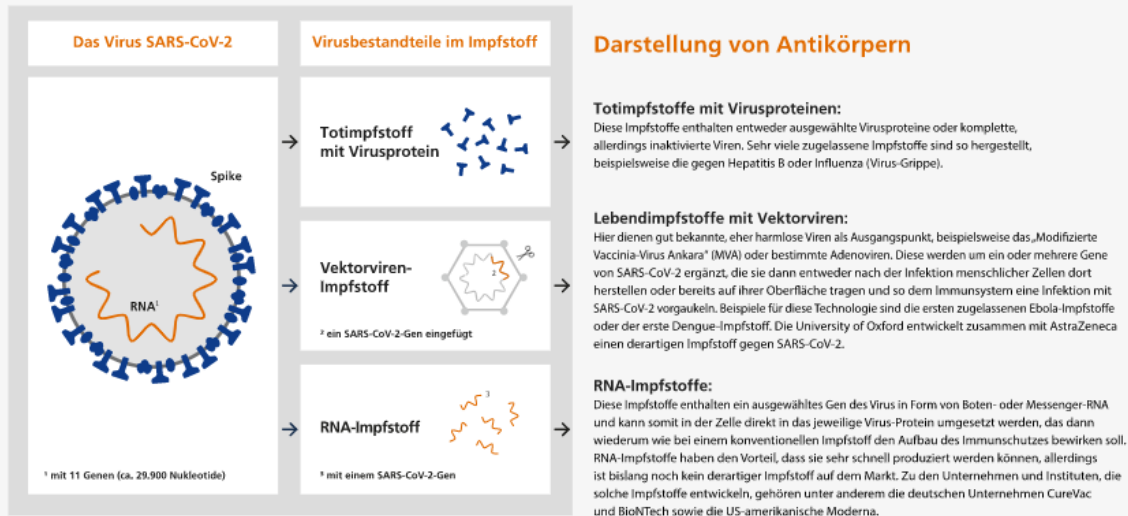 Das Virus SARS-CoV-2
Spike
RNA¹
¹ mit 11 Genen (ca. 29.900 Nukleotide)
Virusbestandteile im Impfstoff
Totimpfstoff
mit Virusprotein
Vektorviren-
Impfstoff
2
² ein SARS-CoV-2-Gen eingefügt
RNA-Impfstoff
3
³ mit einem SARS-CoV-2-Gen
Darstellung von Antikörpern
Totimpfstoffe mit Virusproteinen:
Diese Impfstoffe enthalten entweder ausgewählte Virusproteine oder komplette,
allerdings inaktivierte Viren. Sehr viele zugelassene Impfstoffe sind so hergestellt,
beispielsweise die gegen Hepatitis B oder Influenza (Virus-Grippe).
Lebendimpfstoffe mit Vektorviren:
Hier dienen gut bekannte, eher harmlose Viren als Ausgangspunkt, beispielsweise das „Modifizierte
Vaccinia-Virus Ankara“ (MVA) oder bestimmte Adenoviren. Diese werden um ein oder mehrere Gene
von SARS-CoV-2 ergänzt, die sie dann entweder nach der Infektion menschlicher Zellen dort
herstellen oder bereits auf ihrer Oberfläche tragen und so dem Immunsystem eine Infektion mit
SARS-CoV-2 vorgaukeln. Beispiele für diese Technologie sind die ersten zugelassenen Ebola-Impfstoffe
oder der erste Dengue-Impfstoff. Die University of Oxford entwickelt zusammen mit AstraZeneca
einen derartigen Impfstoff gegen SARS-CoV-2.
RNA-Impfstoffe:
Diese Impfstoffe enthalten ein ausgewähltes Gen des Virus in Form von Boten- oder Messenger-RNA
und kann somit in der Zelle direkt in das jeweilige Virus-Protein umgesetzt werden, das dann
wiederum wie bei einem konventionellen Impfstoff den Aufbau des Immunschutzes bewirken soll.
RNA-Impfstoffe haben den Vorteil, dass sie sehr schnell produziert werden können, allerdings
ist bislang noch kein derartiger Impfstoff auf dem Markt. Zu den Unternehmen und Instituten, die
solche Impfstoffe entwickeln, gehören unter anderem die deutschen Unternehmen CureVac
und BioNTech sowie die US-amerikanische Moderna.